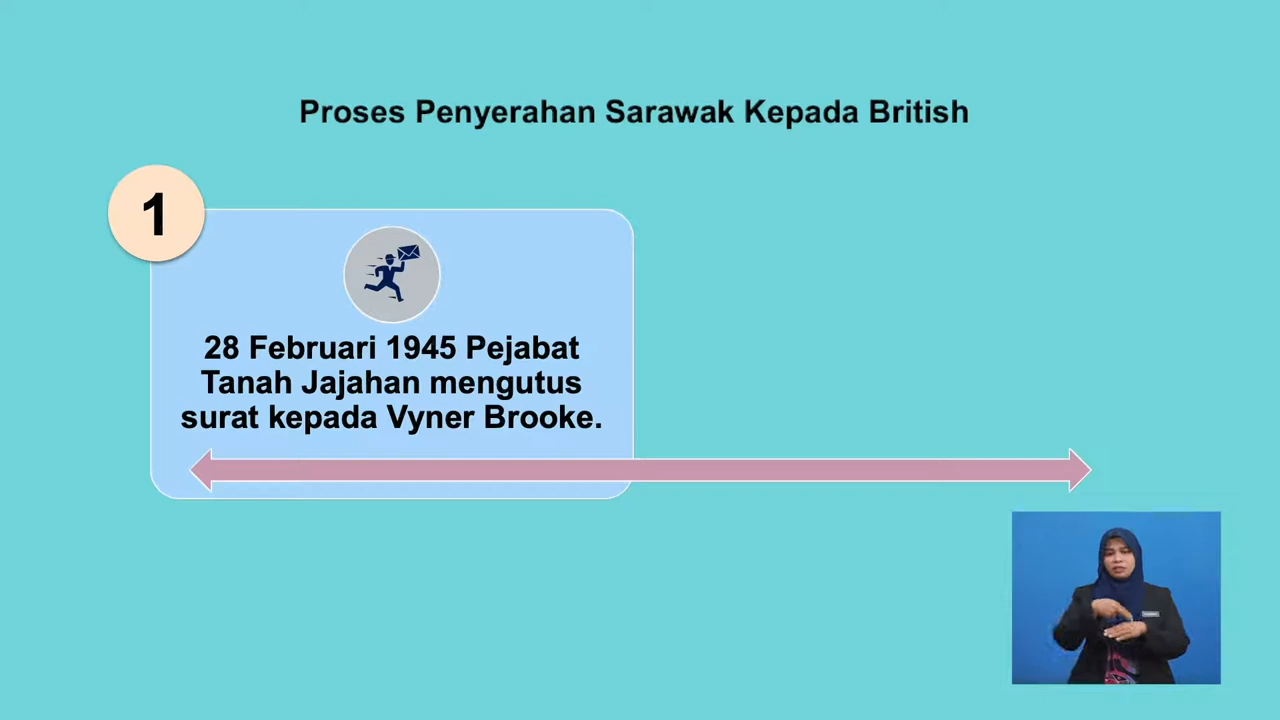 Proses Penyerahan Sarawak Kepada British
1
28 Februari 1945 Pejabat
Tanah Jajahan mengutus
surat kepada Vyner Brooke.